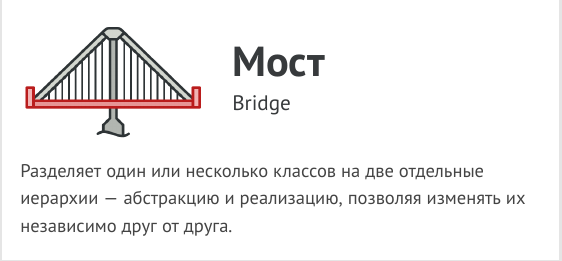 Мост
Bridge
Разделяет один или несколько классов на две отдельные
иерархии — абстракцию и реализацию, позволяя изменять их
независимо друг от друга.